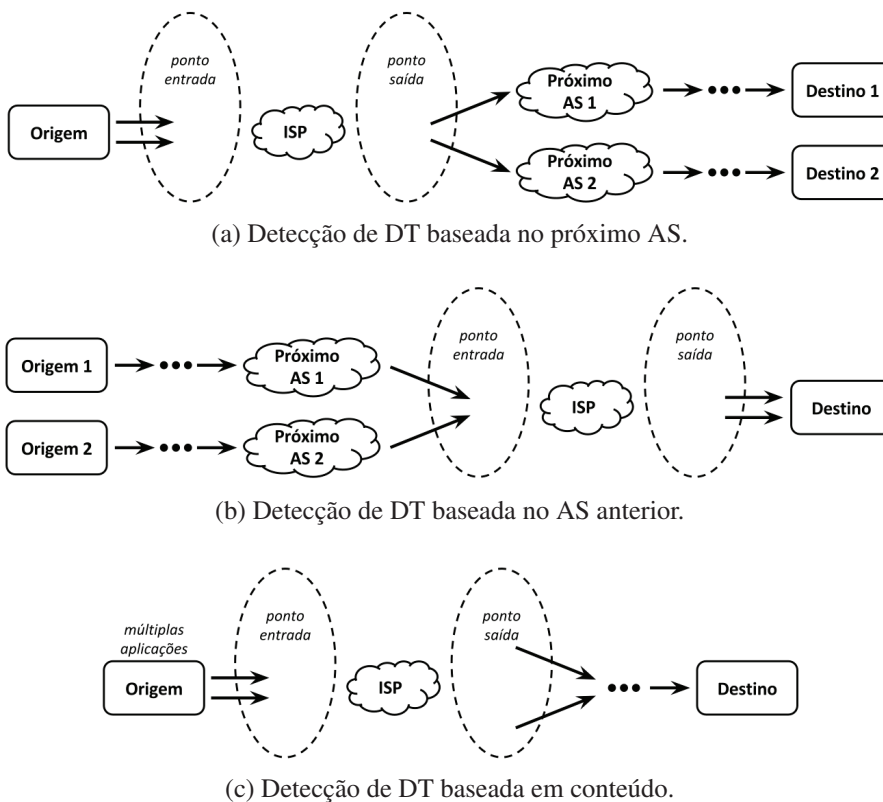 ponto
entrada
ponto
saída
Origem
ISP
Próximo
AS 1
Destino 1
Próximo
AS 2
Destino 2
(a) Detecção de DT baseada no próximo AS.
ponto
entrada
ponto
saída
Origem 1
Próximo
AS 1
ISP
Destino
Origem 2
Próximo
AS 2
(b) Detecção de DT baseada no AS anterior.
múltiplas
aplicações
ponto
entrada
ponto
saída
Origem
ISP
Destino
(c) Detecção de DT baseada em conteúdo.